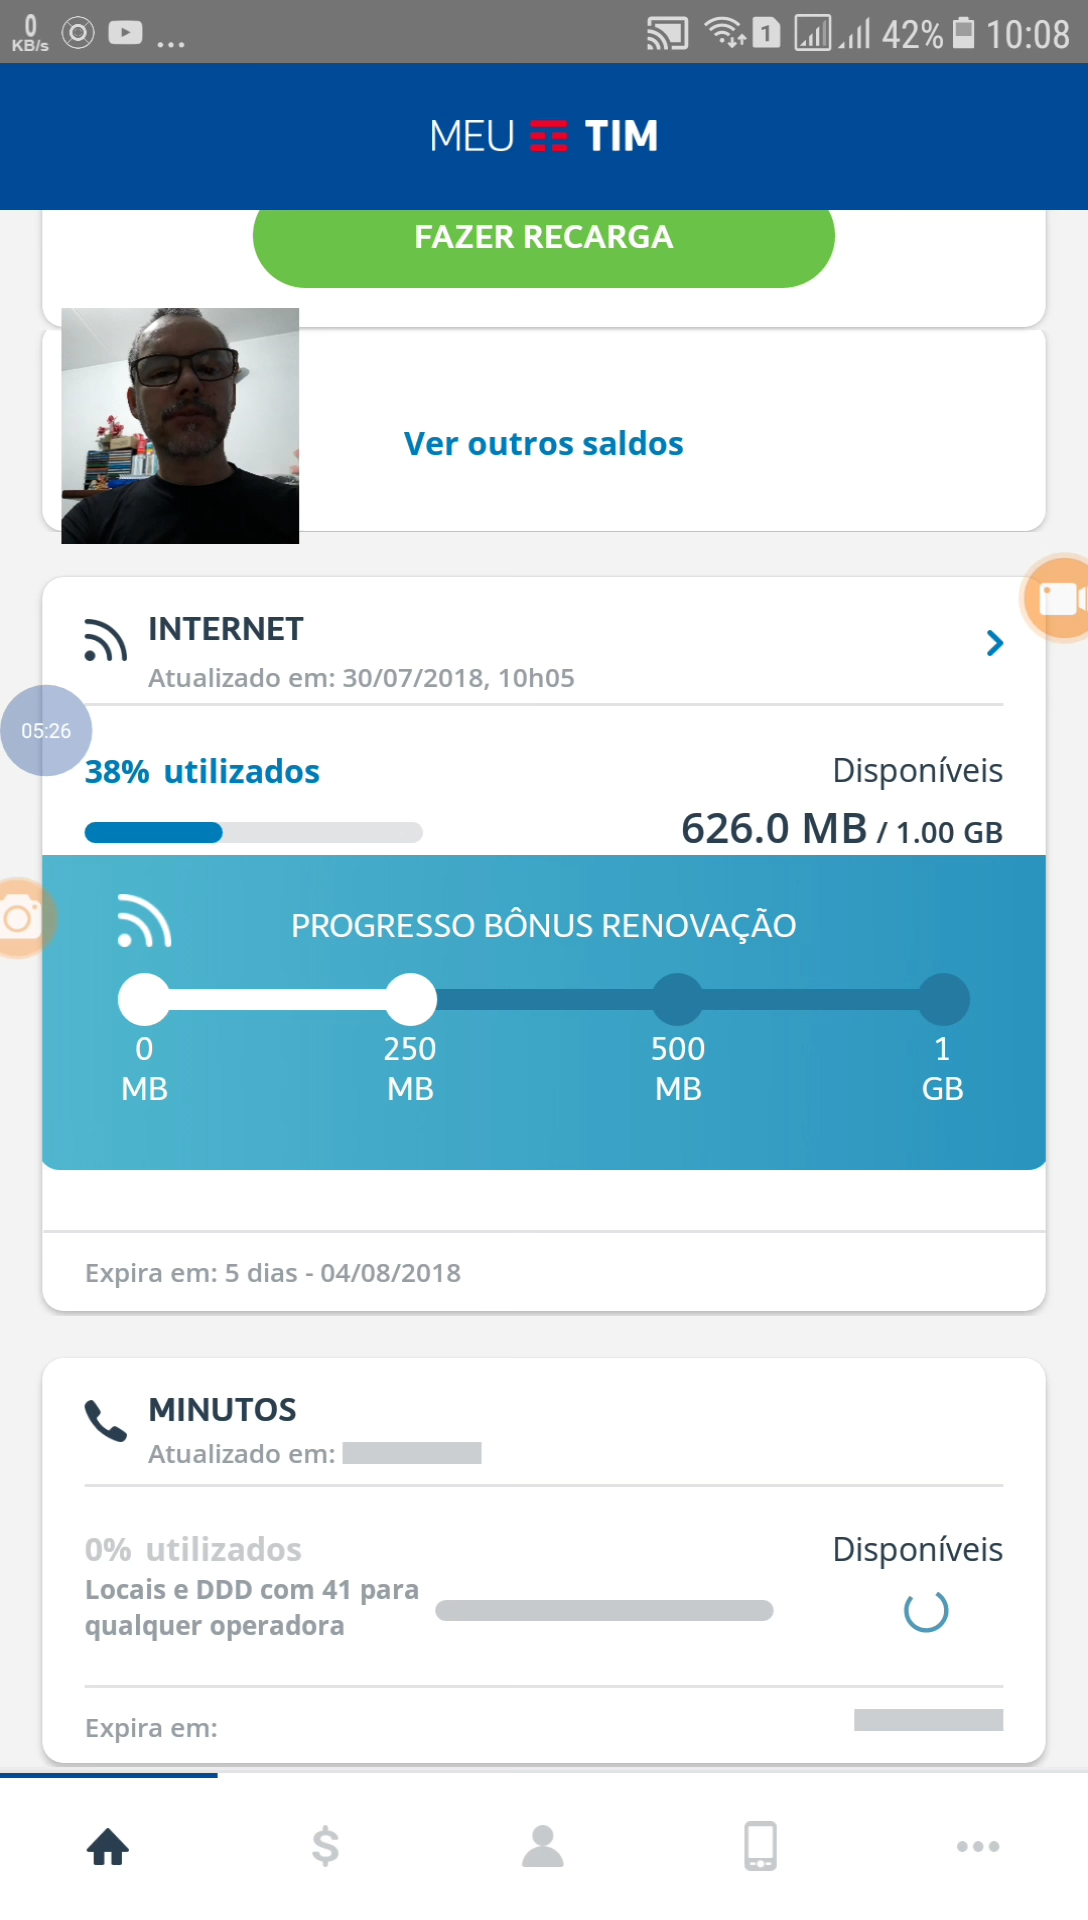 0
KB/s
...
1
42%
10:08
MEU TIM
FAZER RECARGA
Ver outros saldos
INTERNET
Atualizado em: 30/07/2018, 10h05
05:26
38% utilizados
Disponíveis
626.0 MB / 1.00 GB
PROGRESSO BÔNUS RENOVAÇÃO
0 250 500 1
MB MB MB GB
Expira em: 5 dias - 04/08/2018
MINUTOS
Atualizado em:
0% utilizados
Disponíveis
Locais e DDD com 41 para
qualquer operadora
Expira em: